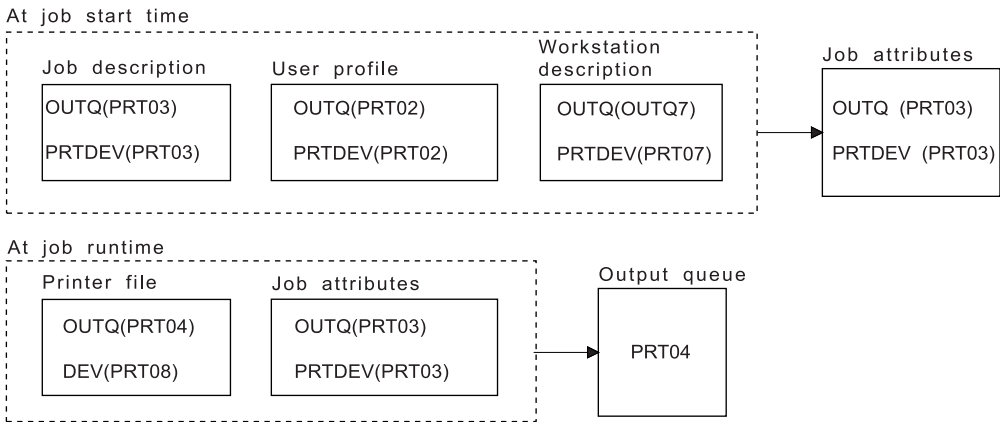 At job start time
Job description
OUTQ(PRT03)
PRTDEV(PRT03)
User profile
OUTQ(PRT02)
PRTDEV(PRT02)
Workstation
description
OUTQ(OUTQ7)
PRTDEV(PRT07)
Job attributes
OUTQ (PRT03)
PRTDEV (PRT03)
At job runtime
Printer file
OUTQ(PRT04)
DEV(PRT08)
Job attributes
OUTQ(PRT03)
PRTDEV(PRT03)
Output queue
PRT04